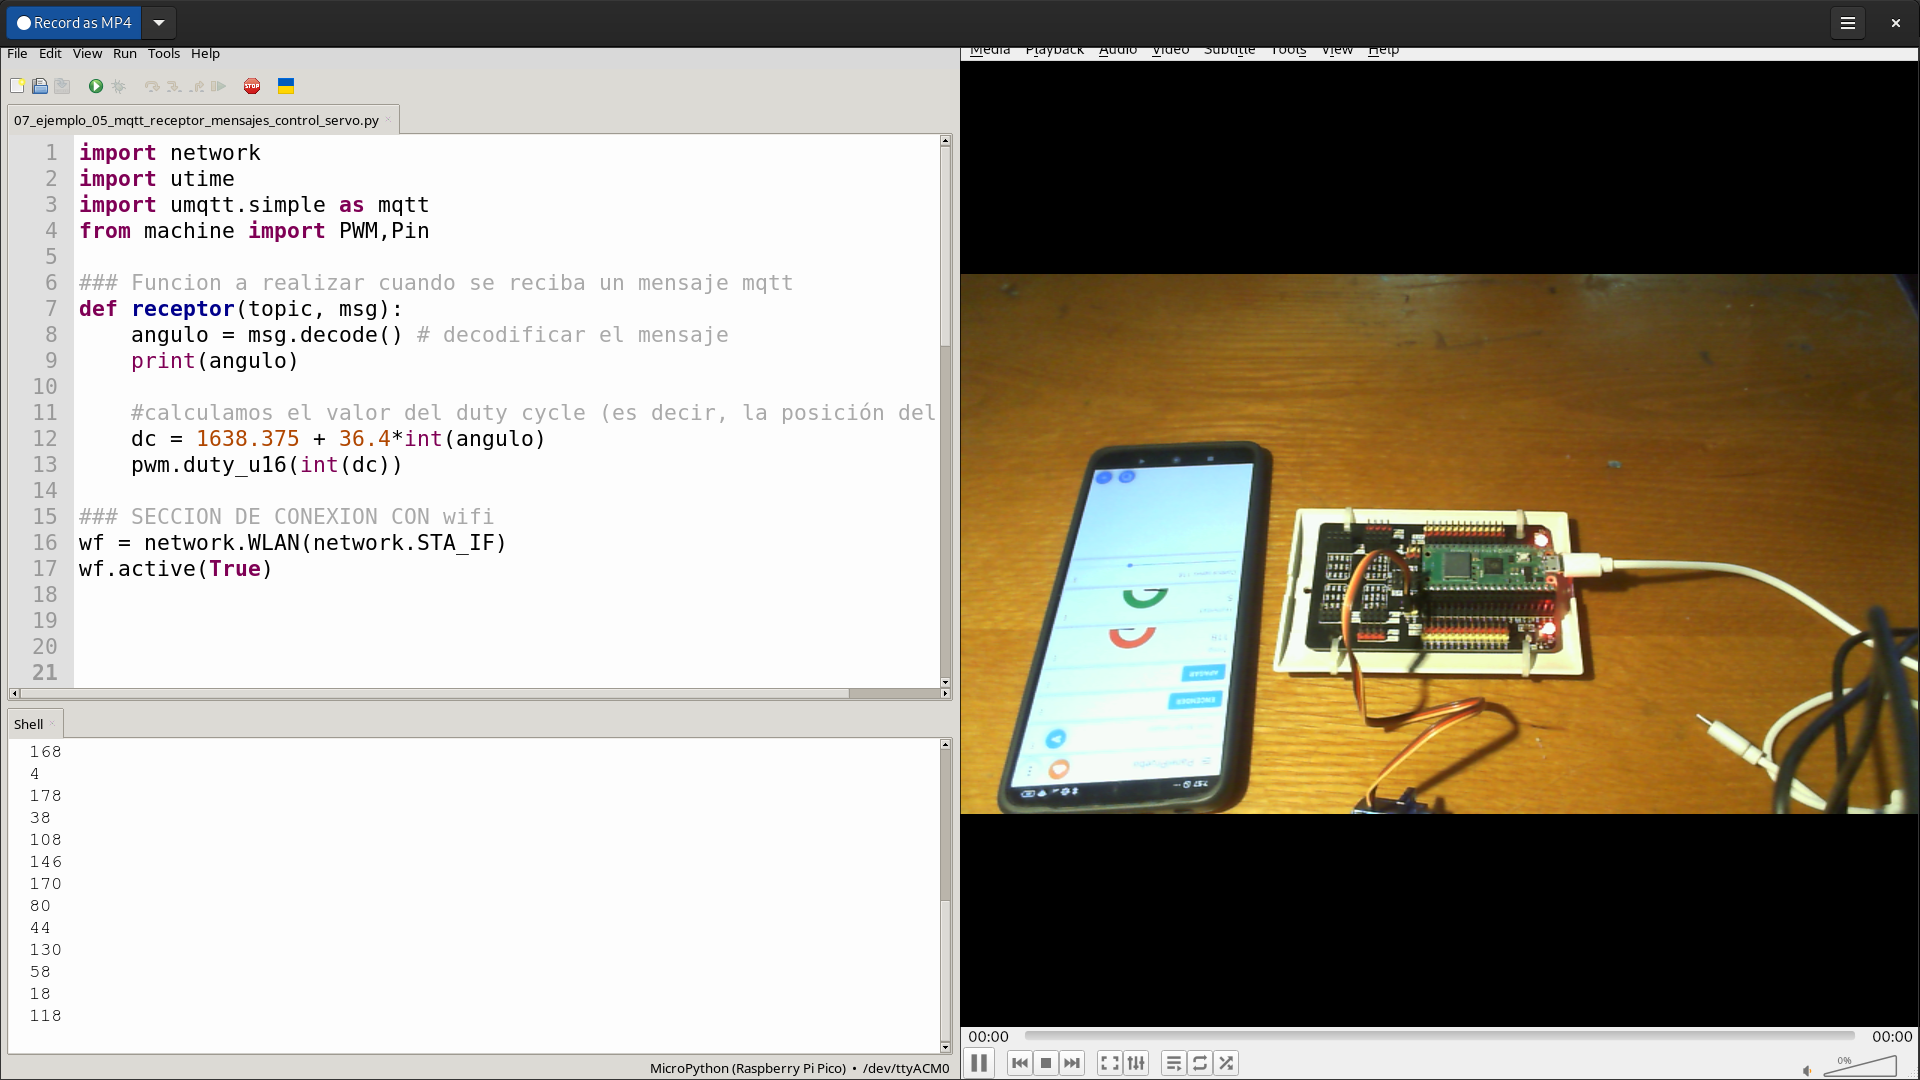 Record as MP4
File Edit View Run Tools Help
07_ejemplo_05_mqtt_receptor_mensajes_control_servo.py
1 import network
2 import utime
3 import umqtt.simple as mqtt
4 from machine import PWM,Pin
5
6 ### Funcion a realizar cuando se reciba un mensaje mqtt
7 def receptor(topic, msg):
8 angulo = msg.decode() # decodificar el mensaje
9 print(angulo)
10
11 #calculamos el valor del duty cycle (es decir, la posición del
12 dc = 1638.375 + 36.4*int(angulo)
13 pwm.duty_u16(int(dc))
14
15 ### SECCION DE CONEXION CON wifi
16 wf = network.WLAN(network.STA_IF)
17 wf.active(True)
18
19
20
21
Shell
168
4
178
38
108
146
170
80
44
130
58
18
118
MicroPython (Raspberry Pi Pico) • /dev/ttyACM0
Media Playback Audio Video Subtitle Tools View Help
APAGAR
ENCENDER
00:00
00:00
0%